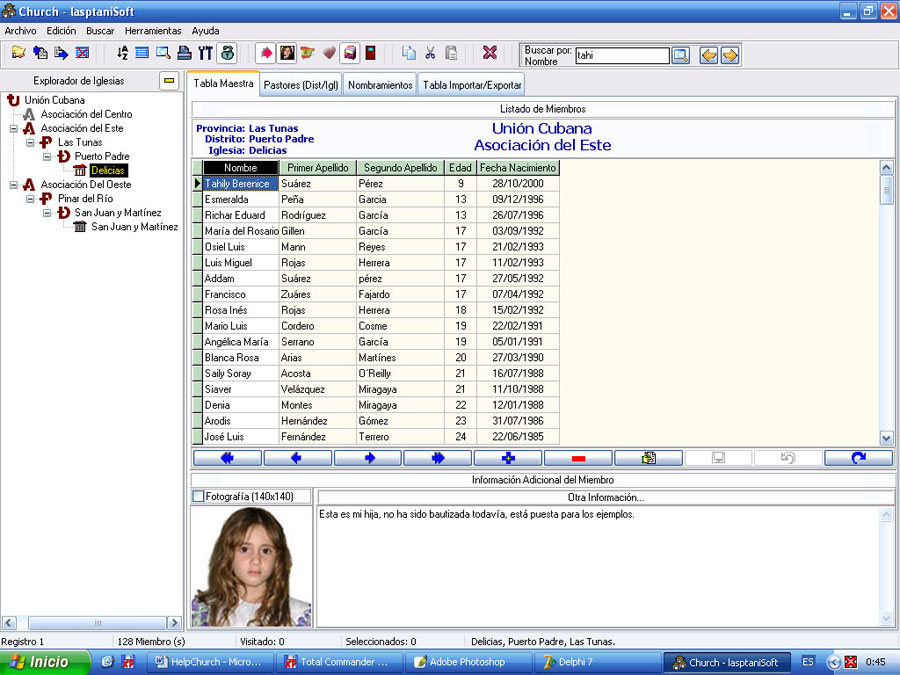 Church - lasptaniSoft
Archivo Edición Buscar Herramientas Ayuda
Buscar por: Nombre tahi
Explorador de Iglesias
Unión Cubana
Asociación del Centro
Asociación del Este
Las Tunas
Puerto Padre
Delicias
Asociación Del Oeste
Pinar del Río
San Juan y Martínez
San Juan y Martínez
Tabla Maestra Pastores (Dist/Igl) Nombramientos Tabla Importar/Exportar
Listado de Miembros
Provincia: Las Tunas
Distrito: Puerto Padre
Iglesia: Delicias
Unión Cubana
Asociación del Este
Nombre Primer Apellido Segundo Apellido Edad Fecha Nacimiento
Tahily Berenice Suárez Pérez 9 28/10/2000
Esmeralda Peña Garcia 13 09/12/1996
Richar Eduard Rodríguez García 13 26/07/1996
María del Rosario Gillen García 17 03/09/1992
Osiel Luis Mann Reyes 17 21/02/1993
Luis Miguel Rojas Herrera 17 11/02/1993
Addam Suárez pérez 17 27/05/1992
Francisco Zuáres Fajardo 17 07/04/1992
Rosa Inés Rojas Herrera 18 15/02/1992
Mario Luis Cordero Cosme 19 22/02/1991
Angélica María Serrano García 19 05/01/1991
Blanca Rosa Arias Martínes 20 27/03/1990
Saily Soray Acosta O'Reilly 21 16/07/1988
Siaver Velázquez Miragaya 21 11/10/1988
Denia Montes Miragaya 22 12/01/1988
Arodis Hernández Gómez 23 31/07/1986
José Luis Fernández Terrero 24 22/06/1985
Información Adicional del Miembro
Fotografía (140x140) Otra Información...
Esta es mi hija, no ha sido bautizada todavía, está puesta para los ejemplos.
Registro 1 128 Miembro (s) Visitado: 0 Seleccionados: 0 Delicias, Puerto Padre, Las Tunas.
Inicio HelpChurch - Micro... Total Commander ... Adobe Photoshop Delphi 7 Church - lasptaniSoft ES 0:45